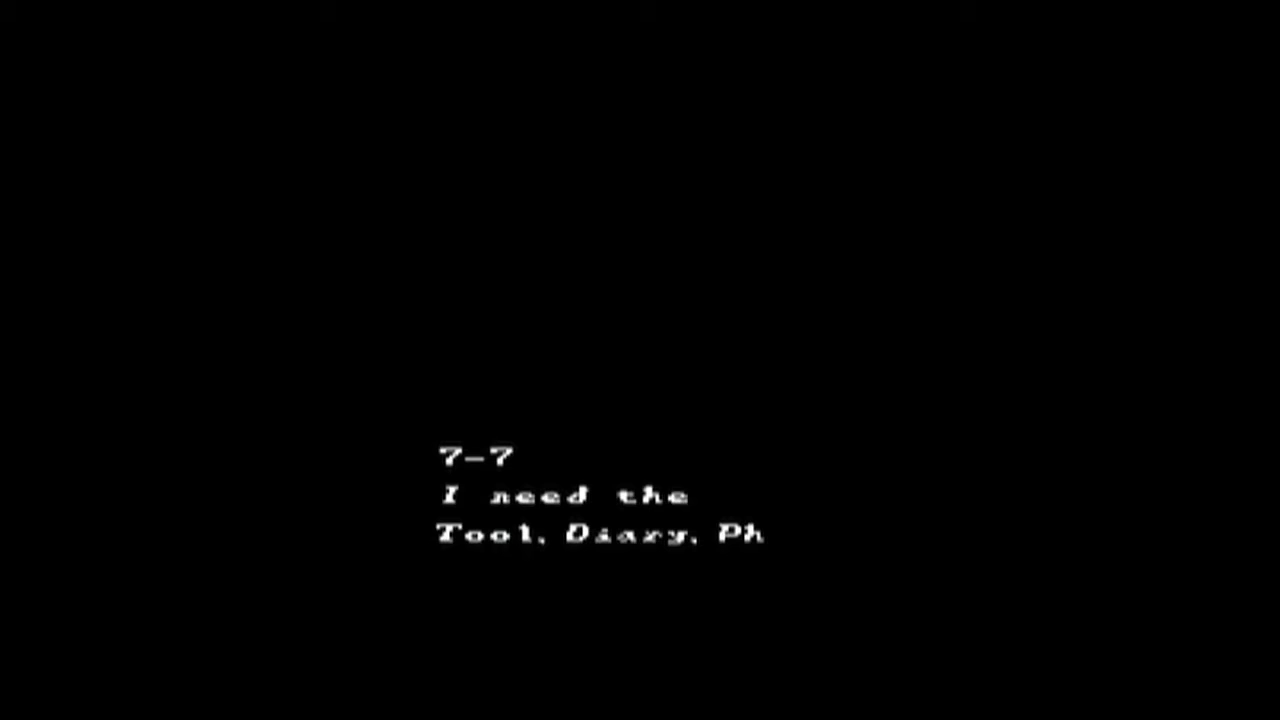 7-7
I need the
Tool, Diary, Ph